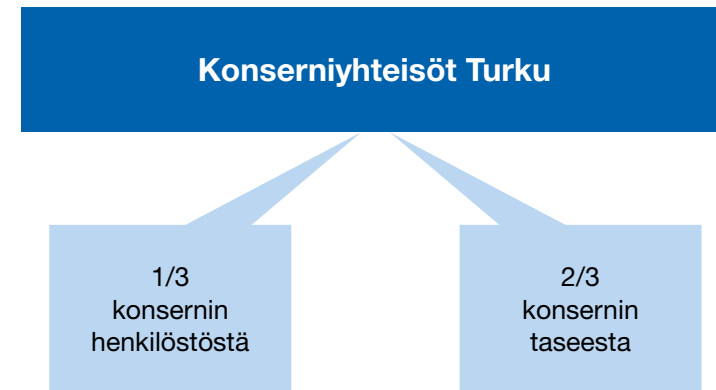 Konserniyhteisöt Turku
1/3
konsernin
henkilöstöstä
2/3
konsernin
taseesta